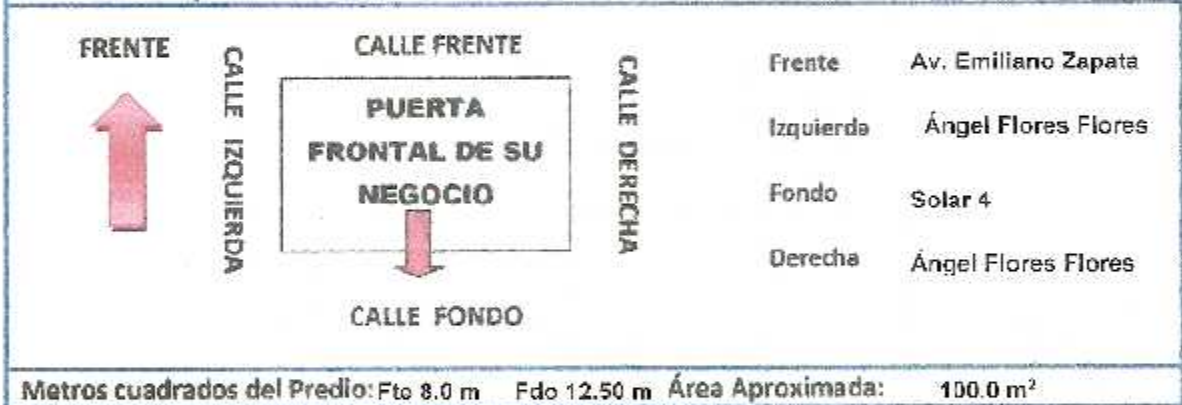 FRENTE
CALLE IZQUIERDA
CALLE FRENTE
PUERTA
FRONTAL DE SU
NEGOCIO
CALLE FONDO
CALLE DERECHA
Frente Av. Emiliano Zapata
Izquierda Ángel Flores Flores
Fondo Solar 4
Derecha Ángel Flores Flores
Metros cuadrados del Predio: Fto 8.0 m Fdo 12.50 m Área Aproximada: 100.0 m²